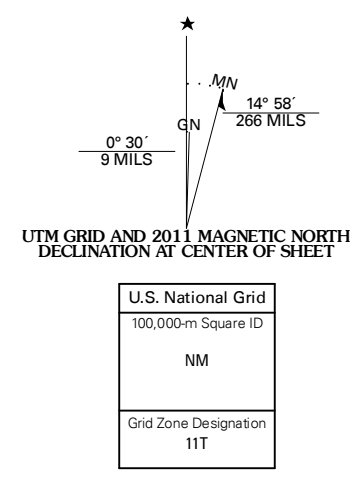 ★
MN
14° 58´
266 MILS
GN
0° 30´
9 MILS
UTM GRID AND 2011 MAGNETIC NORTH
DECLINATION AT CENTER OF SHEET
U.S. National Grid
100,000-m Square ID
NM
Grid Zone Designation
11T